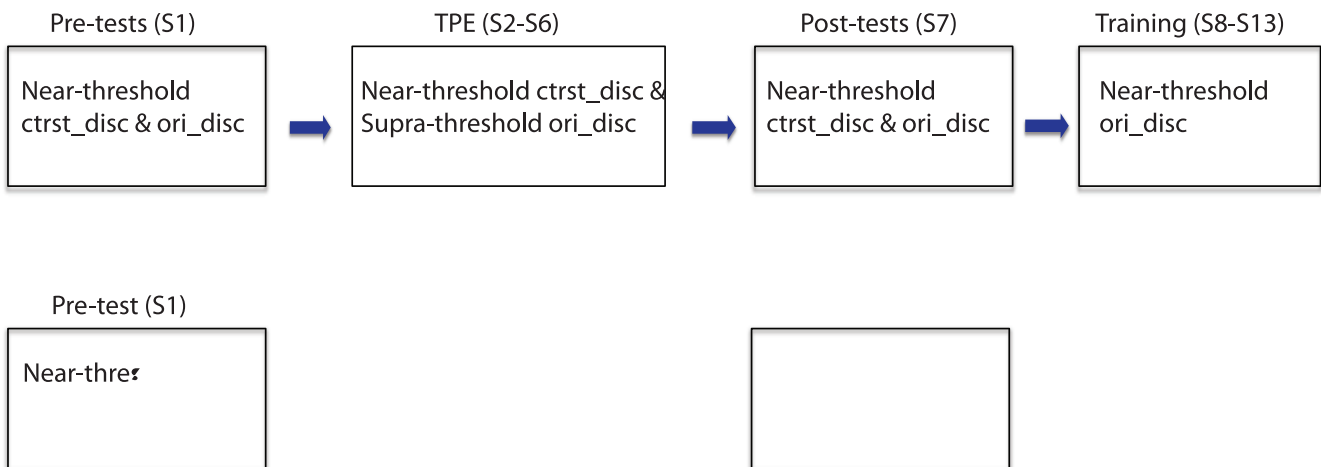 Pre-tests (S1)
TPE (S2-S6)
Post-tests (S7)
Training (S8-S13)
Near-threshold
ctrst_disc & ori_disc
Near-threshold ctrst_disc &
Supra-threshold ori_disc
Near-threshold
ctrst_disc & ori_disc
Near-threshold
ori_disc
Pre-test (S1)